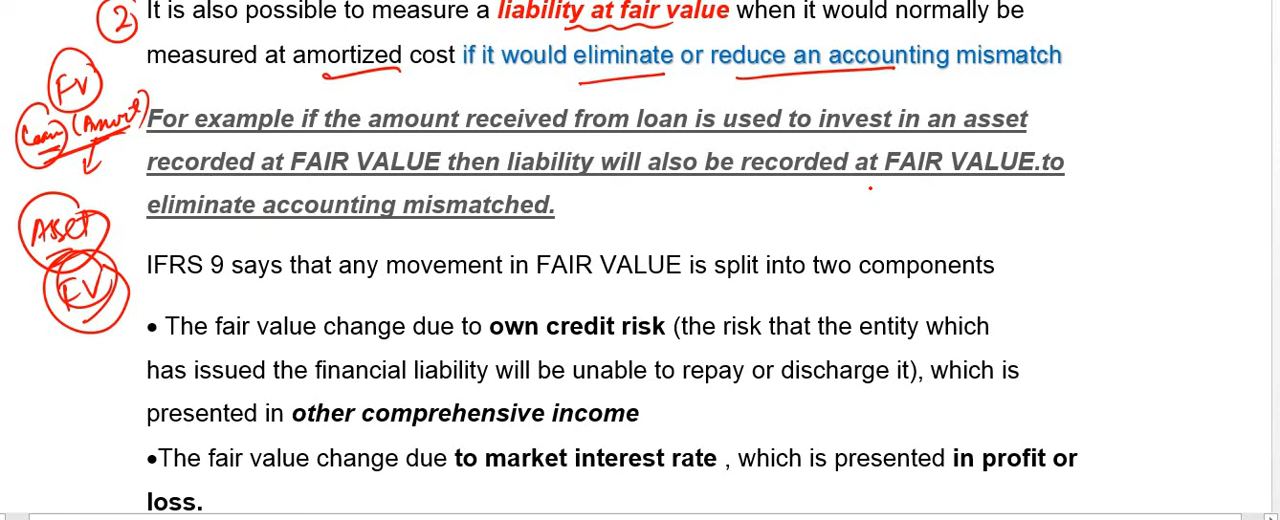 2 It is also possible to measure a liability at fair value when it would normally be
measured at amortized cost if it would eliminate or reduce an accounting mismatch
FV
Loan (Amort) For example if the amount received from loan is used to invest in an asset
recorded at FAIR VALUE then liability will also be recorded at FAIR VALUE.to
Asset eliminate accounting mismatched.
FV IFRS 9 says that any movement in FAIR VALUE is split into two components
• The fair value change due to own credit risk (the risk that the entity which
has issued the financial liability will be unable to repay or discharge it), which is
presented in other comprehensive income
•The fair value change due to market interest rate , which is presented in profit or
loss.